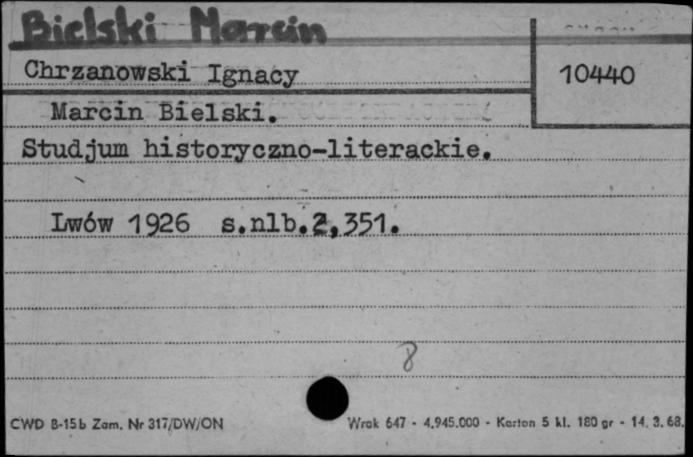 Bielski Marcin
Chrzanowski Ignacy
10440
Marcin Bielski.
Studjum historyczno-literackie.
Lwów 1926 s.nlb.2,351.
8
CWD B-15b Zam. Nr 317/DW/ON
Wrak 647 - 4.945.000 - Karton 5 kl. 180 gr - 14. 3. 68.